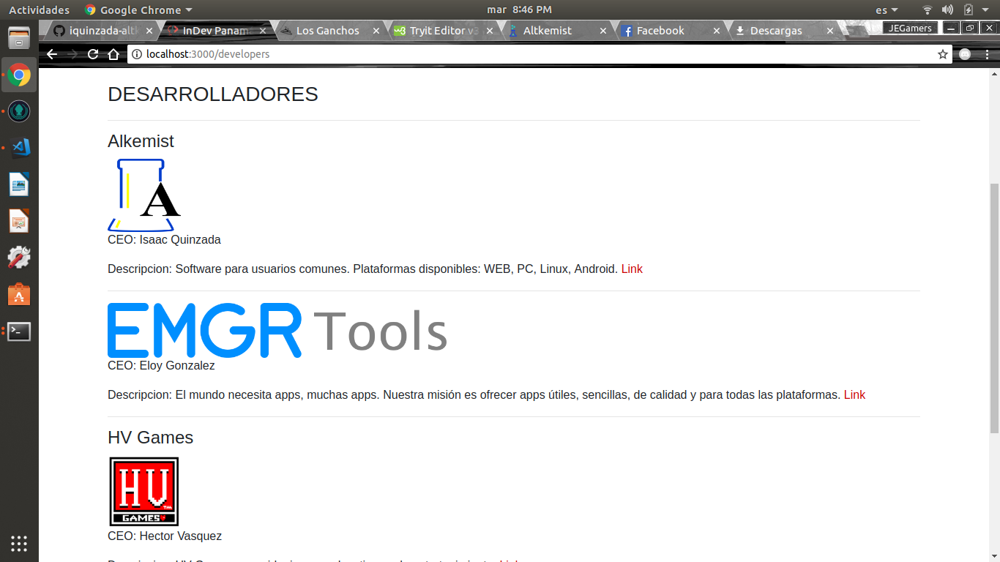 Actividades Google Chrome mar 8:46 PM es
iquinzada-altk InDev Panam Los Ganchos Tryit Editor v3 Altkemist Facebook Descargas JEGamers
localhost:3000/developers
DESARROLLADORES
Alkemist
A
CEO: Isaac Quinzada
Descripcion: Software para usuarios comunes. Plataformas disponibles: WEB, PC, Linux, Android. Link
EMGR Tools
CEO: Eloy Gonzalez
Descripcion: El mundo necesita apps, muchas apps. Nuestra misión es ofrecer apps útiles, sencillas, de calidad y para todas las plataformas. Link
HV Games
HV
GAMES
CEO: Hector Vasquez